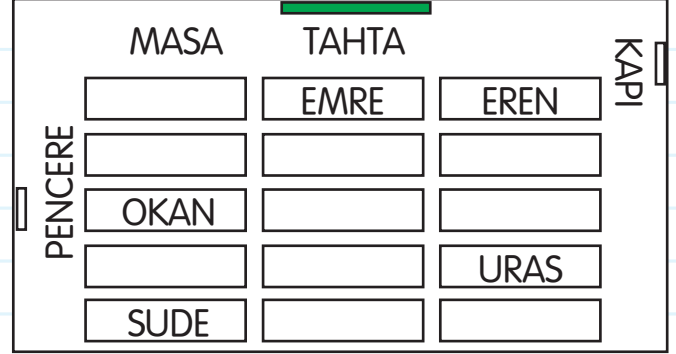 MASA TAHTA
KAPI
EMRE EREN
PENCERE
OKAN
URAS
SUDE